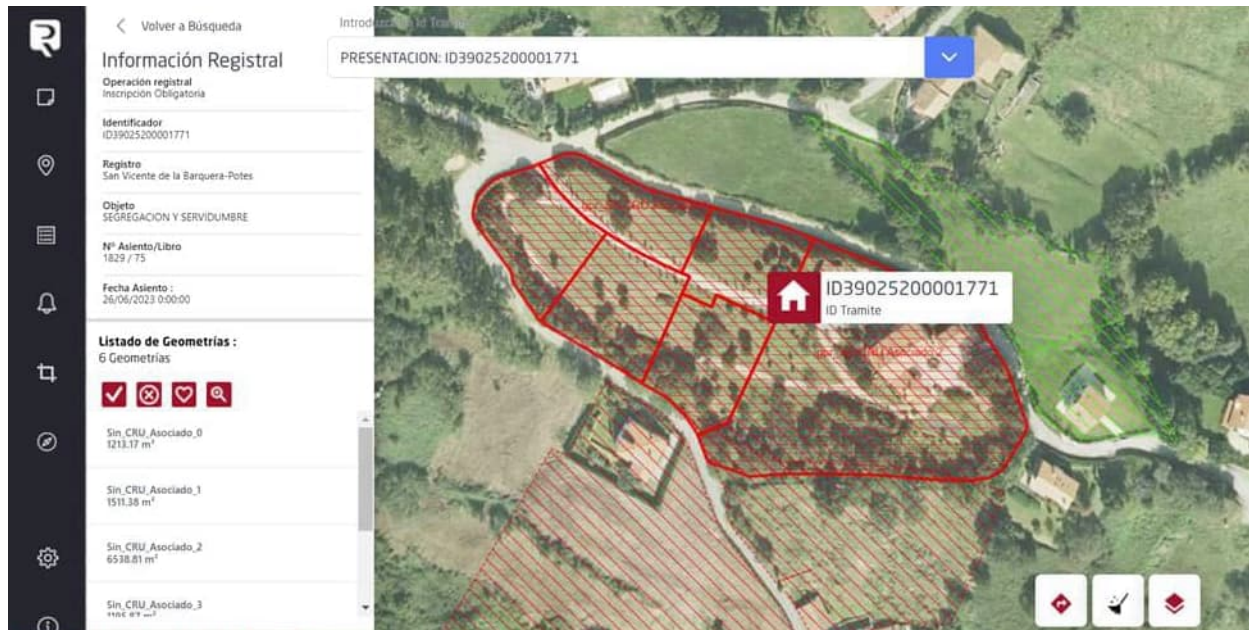 Volver a Búsqueda
Información Registral
Operación registral
Inscripción Obligatoria
Identificador
ID39025200001771
Registro
San Vicente de la Barquera-Potes
Objeto
SEGREGACION Y SERVIDUMBRE
Nº Asiento/Libro
1829 / 75
Fecha Asiento :
26/06/2023 0:00:00
Listado de Geometrías :
6 Geometrías
Sin_CRU_Asociado_0
1213.17 m²
Sin_CRU_Asociado_1
1511.38 m²
Sin_CRU_Asociado_2
6538.81 m²
Sin_CRU_Asociado_3
PRESENTACION: ID39025200001771
ID39025200001771
ID Tramite